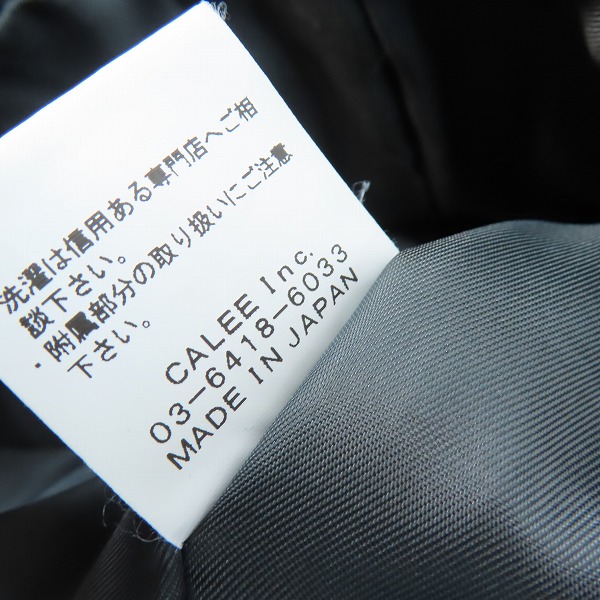 洗濯は信用ある専門店へご相
談下さい。
・附属部分の取り扱いにご注意
下さい。
CALEE Inc.
03-6418-6033
MADE IN JAPAN